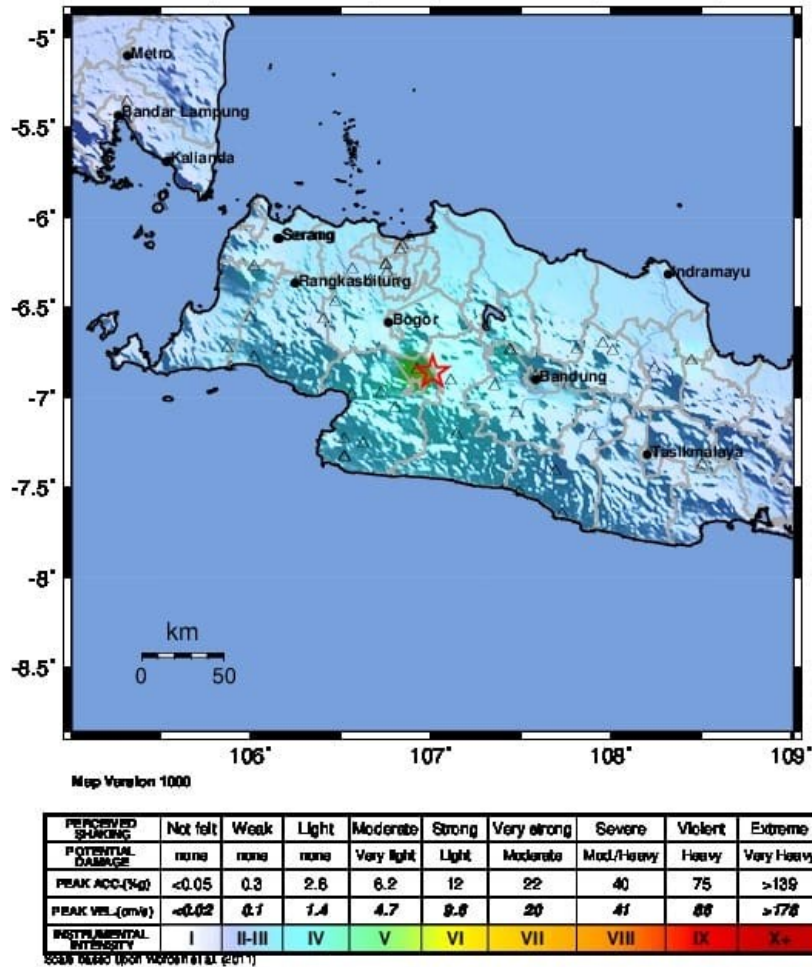 -5°
-5.5°
-6°
-6.5°
-7°
-7.5°
-8°
-8.5°
Metro
Bandar Lampung
Kalianda
Serang
Rangkasbitung
Indramayu
Bogor
Bandung
Tasikmalaya
km
0 50
106° 107° 108° 109°
Map Version 1000
PERCEIVED SHAKING Not felt Weak Light Moderate Strong Very strong Severe Violent Extreme
POTENTIAL DAMAGE none none none Very light Light Moderate Mod./Heavy Heavy Very Heavy
PEAK ACC.(%g) <0.05 0.3 2.8 6.2 12 22 40 75 >139
PEAK VEL.(cm/s) <0.02 0.1 1.4 4.7 9.6 20 41 86 >178
INSTRUMENTAL INTENSITY I II-III IV V VI VII VIII IX X+
Scale based upon Worden et al. (2011)